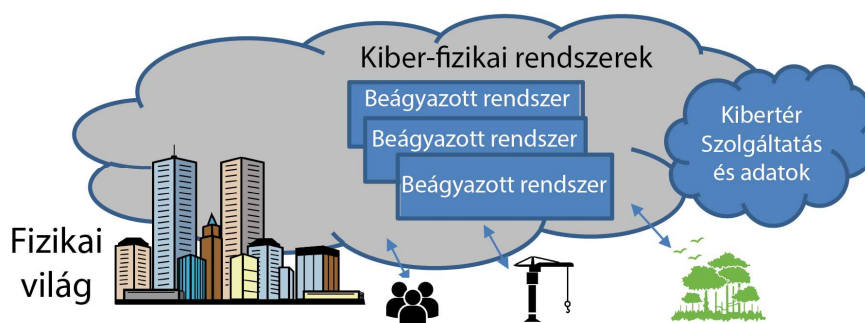 Kiber-fizikai rendszerek
Beágyazott rendszer
Beágyazott rendszer
Beágyazott rendszer
Kibertér
Szolgáltatás
és adatok
Fizikai
világ